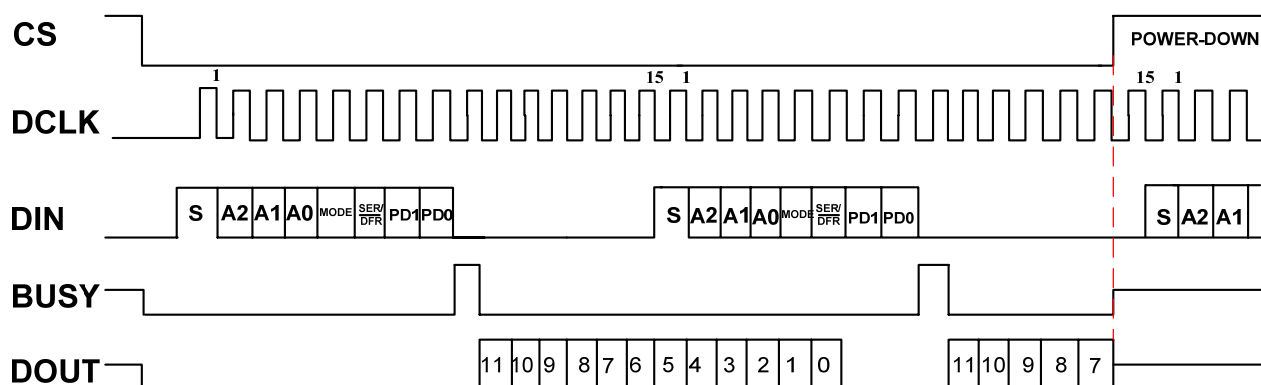 CS
POWER-DOWN
1 15 1 15 1
DCLK
DIN
S A2 A1 A0 MODE SER/DFR PD1 PD0 S A2 A1 A0 MODE SER/DFR PD1 PD0 S A2 A1
BUSY
DOUT
11 10 9 8 7 6 5 4 3 2 1 0 11 10 9 8 7